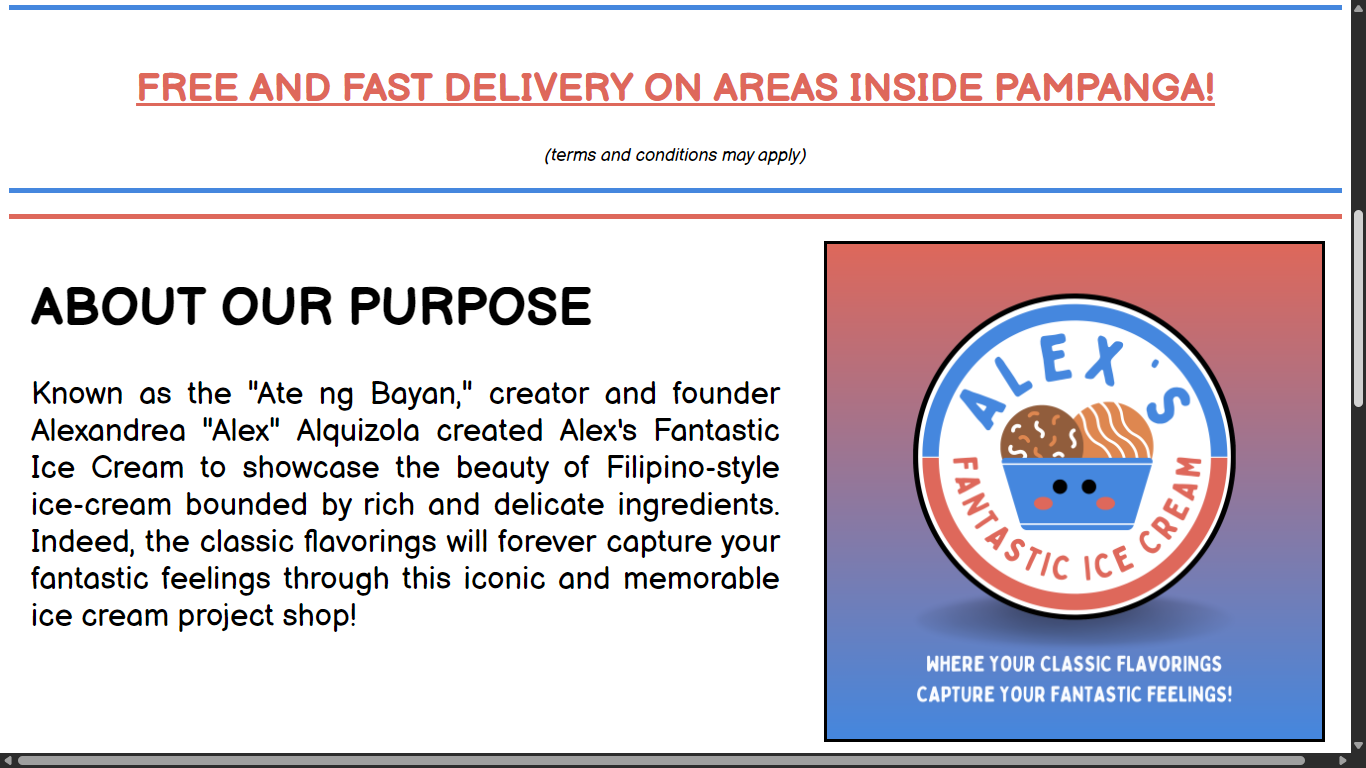 FREE AND FAST DELIVERY ON AREAS INSIDE PAMPANGA!
(terms and conditions may apply)
ABOUT OUR PURPOSE
Known as the "Ate ng Bayan," creator and founder
Alexandrea "Alex" Alquizola created Alex's Fantastic
Ice Cream to showcase the beauty of Filipino-style
ice-cream bounded by rich and delicate ingredients.
Indeed, the classic flavorings will forever capture your
fantastic feelings through this iconic and memorable
ice cream project shop!
ALEX'S
FANTASTIC ICE CREAM
WHERE YOUR CLASSIC FLAVORINGS
CAPTURE YOUR FANTASTIC FEELINGS!